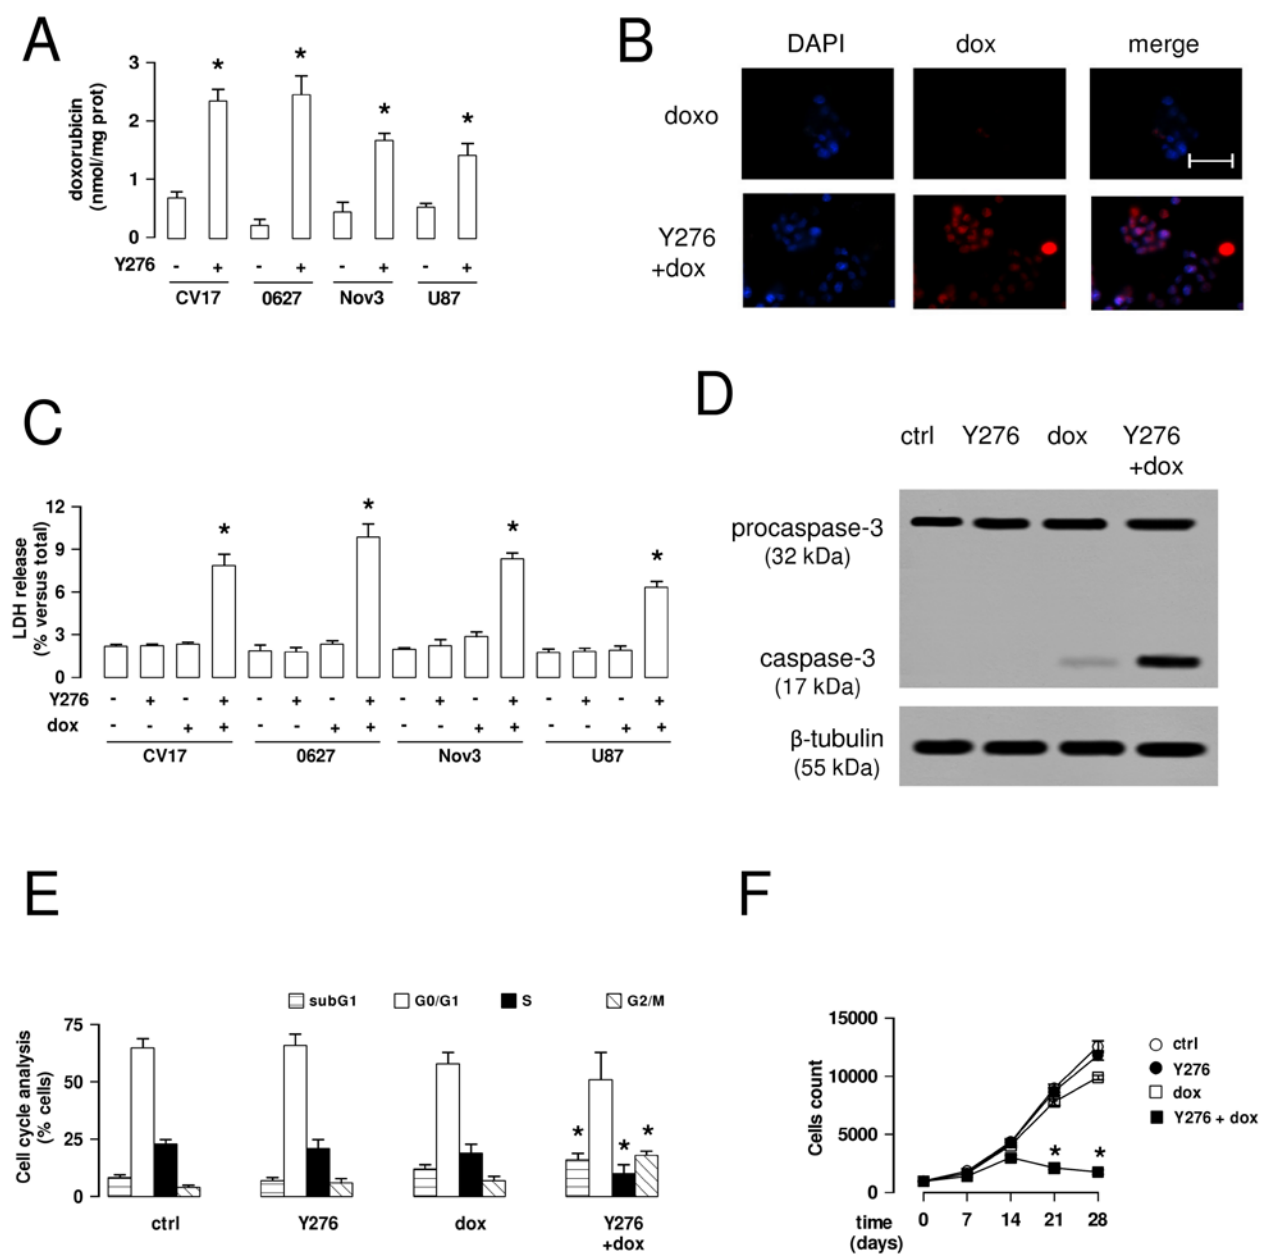 A
doxorubicin
(nmol/mg prot)
3
2
1
0
* * * *
Y276 - + - + - + - +
CV17 0627 Nov3 U87
B
DAPI dox merge
doxo
Y276
+dox
C
LDH release
(% versus total)
12
9
6
3
0
* * * *
Y276 - + - + - + - + - + - + - + - +
dox - - + + - - + + - - + + - - + +
CV17 0627 Nov3 U87
D
ctrl Y276 dox Y276
+dox
procaspase-3
(32 kDa)
caspase-3
(17 kDa)
β-tubulin
(55 kDa)
E
subG1 G0/G1 S G2/M
Cell cycle analysis
(% cells)
75
50
25
0
* * *
ctrl Y276 dox Y276
+dox
F
Cells count
15000
10000
5000
0
* *
time 0 7 14 21 28
(days)
ctrl
Y276
dox
Y276 + dox